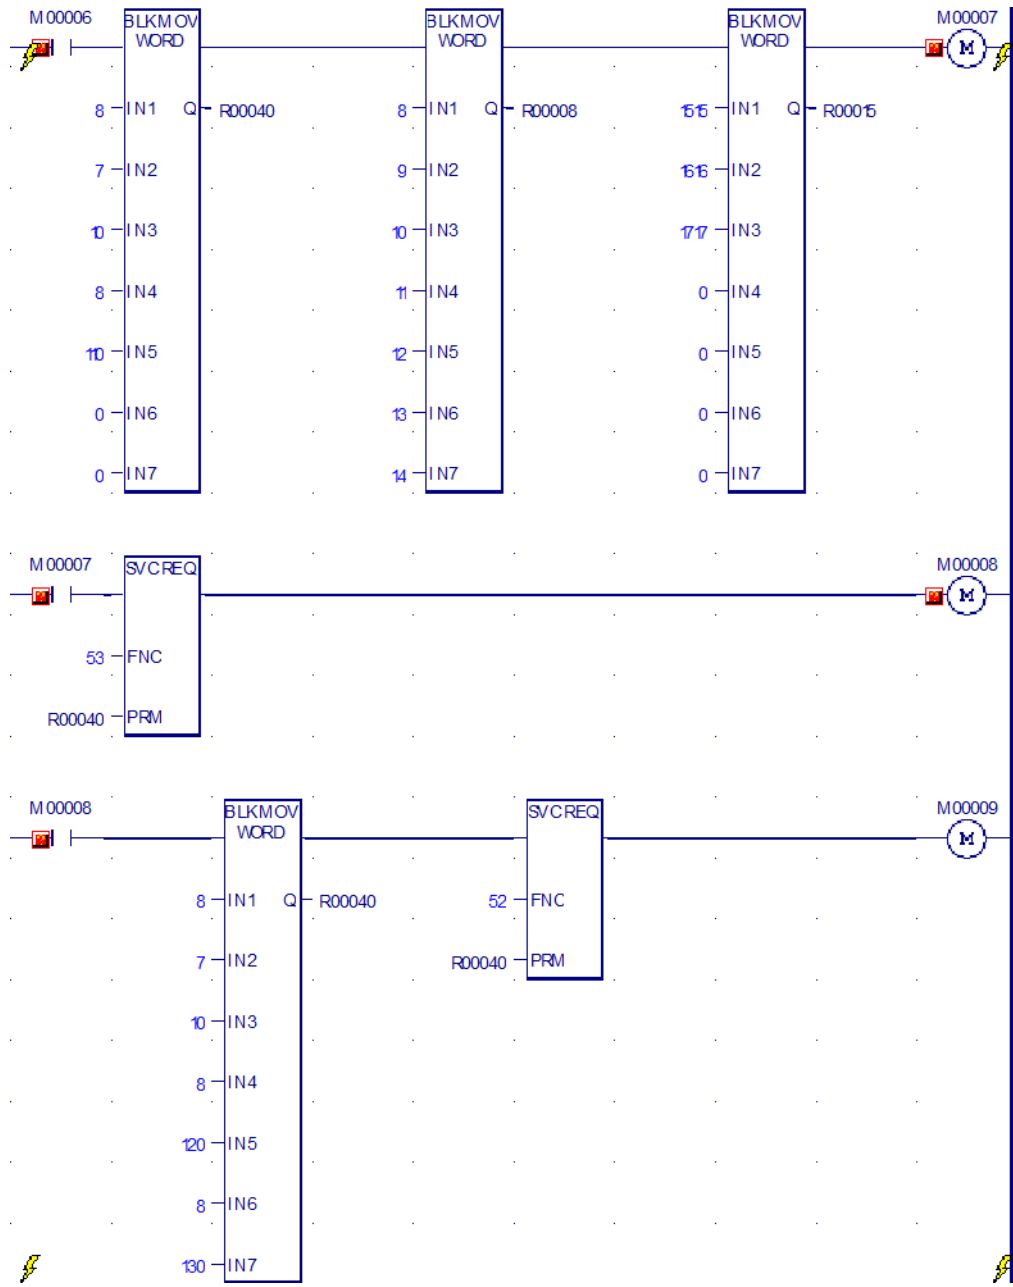 M00006 BLKMOV BLKMOV BLKMOV M00007
WORD WORD WORD
M M M
8 IN1 Q R00040 8 IN1 Q R00008 1515 IN1 Q R00015
7 IN2 9 IN2 1616 IN2
10 IN3 10 IN3 1717 IN3
8 IN4 11 IN4 0 IN4
110 IN5 12 IN5 0 IN5
0 IN6 13 IN6 0 IN6
0 IN7 14 IN7 0 IN7
M00007 SVCREQ M00008
M M M
53 FNC
R00040 PRM
M00008 BLKMOV SVCREQ M00009
WORD
M M
8 IN1 Q R00040 52 FNC
7 IN2 R00040 PRM
10 IN3
8 IN4
120 IN5
8 IN6
130 IN7